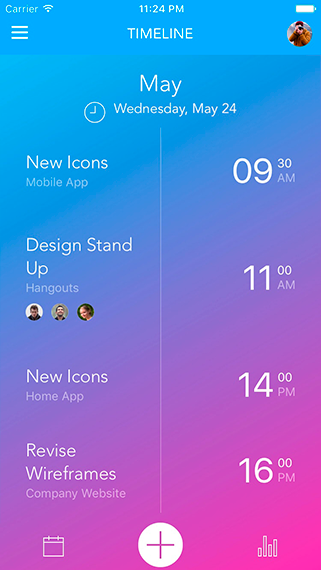 Carrier 11:24 PM
TIMELINE
May
Wednesday, May 24
New Icons
Mobile App
09 30 AM
Design Stand
Up
Hangouts
11 00 AM
New Icons
Home App
14 00 PM
Revise
Wireframes
Company Website
16 00 PM